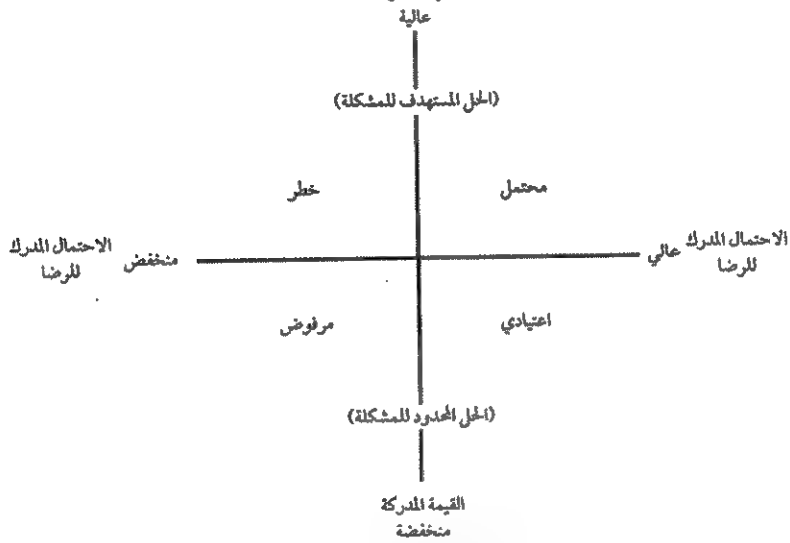 عالية
(الحل المستهدف للمشكلة)
محتمل
خطر
الاحتمال المدرك
للرضا
عالي
منخفض
الاحتمال المدرك
للرضا
اعتيادي
مرفوض
(الحل المحدود للمشكلة)
القيمة المدركة
منخفضة